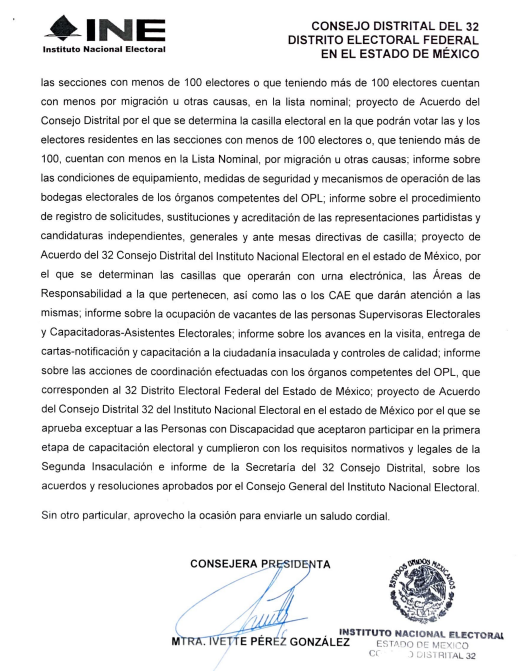 INE
Instituto Nacional Electoral
CONSEJO DISTRITAL DEL 32
DISTRITO ELECTORAL FEDERAL
EN EL ESTADO DE MÉXICO
las secciones con menos de 100 electores o que teniendo más de 100 electores cuentan
con menos por migración u otras causas, en la lista nominal; proyecto de Acuerdo del
Consejo Distrital por el que se determina la casilla electoral en la que podrán votar las y los
electores residentes en las secciones con menos de 100 electores o, que teniendo más de
100, cuentan con menos en la Lista Nominal, por migración u otras causas; informe sobre
las condiciones de equipamiento, medidas de seguridad y mecanismos de operación de las
bodegas electorales de los órganos competentes del OPL; informe sobre el procedimiento
de registro de solicitudes, sustituciones y acreditación de las representaciones partidistas y
candidaturas independientes, generales y ante mesas directivas de casilla; proyecto de
Acuerdo del 32 Consejo Distrital del Instituto Nacional Electoral en el estado de México, por
el que se determinan las casillas que operarán con urna electrónica, las Áreas de
Responsabilidad a la que pertenecen, así como las o los CAE que darán atención a las
mismas; informe sobre la ocupación de vacantes de las personas Supervisoras Electorales
y Capacitadoras-Asistentes Electorales; informe sobre los avances en la visita, entrega de
cartas-notificación y capacitación a la ciudadanía insaculada y controles de calidad; informe
sobre las acciones de coordinación efectuadas con los órganos competentes del OPL, que
corresponden al 32 Distrito Electoral Federal del Estado de México; proyecto de Acuerdo
del Consejo Distrital 32 del Instituto Nacional Electoral en el estado de México por el que se
aprueba exceptuar a las Personas con Discapacidad que aceptaron participar en la primera
etapa de capacitación electoral y cumplieron con los requisitos normativos y legales de la
Segunda Insaculación e informe de la Secretaría del 32 Consejo Distrital, sobre los
acuerdos y resoluciones aprobados por el Consejo General del Instituto Nacional Electoral.
Sin otro particular, aprovecho la ocasión para enviarle un saludo cordial.
CONSEJERA PRESIDENTA
MTRA. IVETTE PÉREZ GONZÁLEZ
ESTADOS UNIDOS MEXICANOS
INSTITUTO NACIONAL ELECTORAL
ESTADO DE MÉXICO
DISTRITAL 32